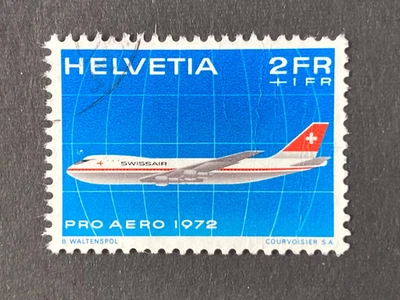 HELVETIA 2FR
+1FR
SWISSAIR
PRO AERO 1972
B. WALTENSPÜL COURVOISIER S.A.